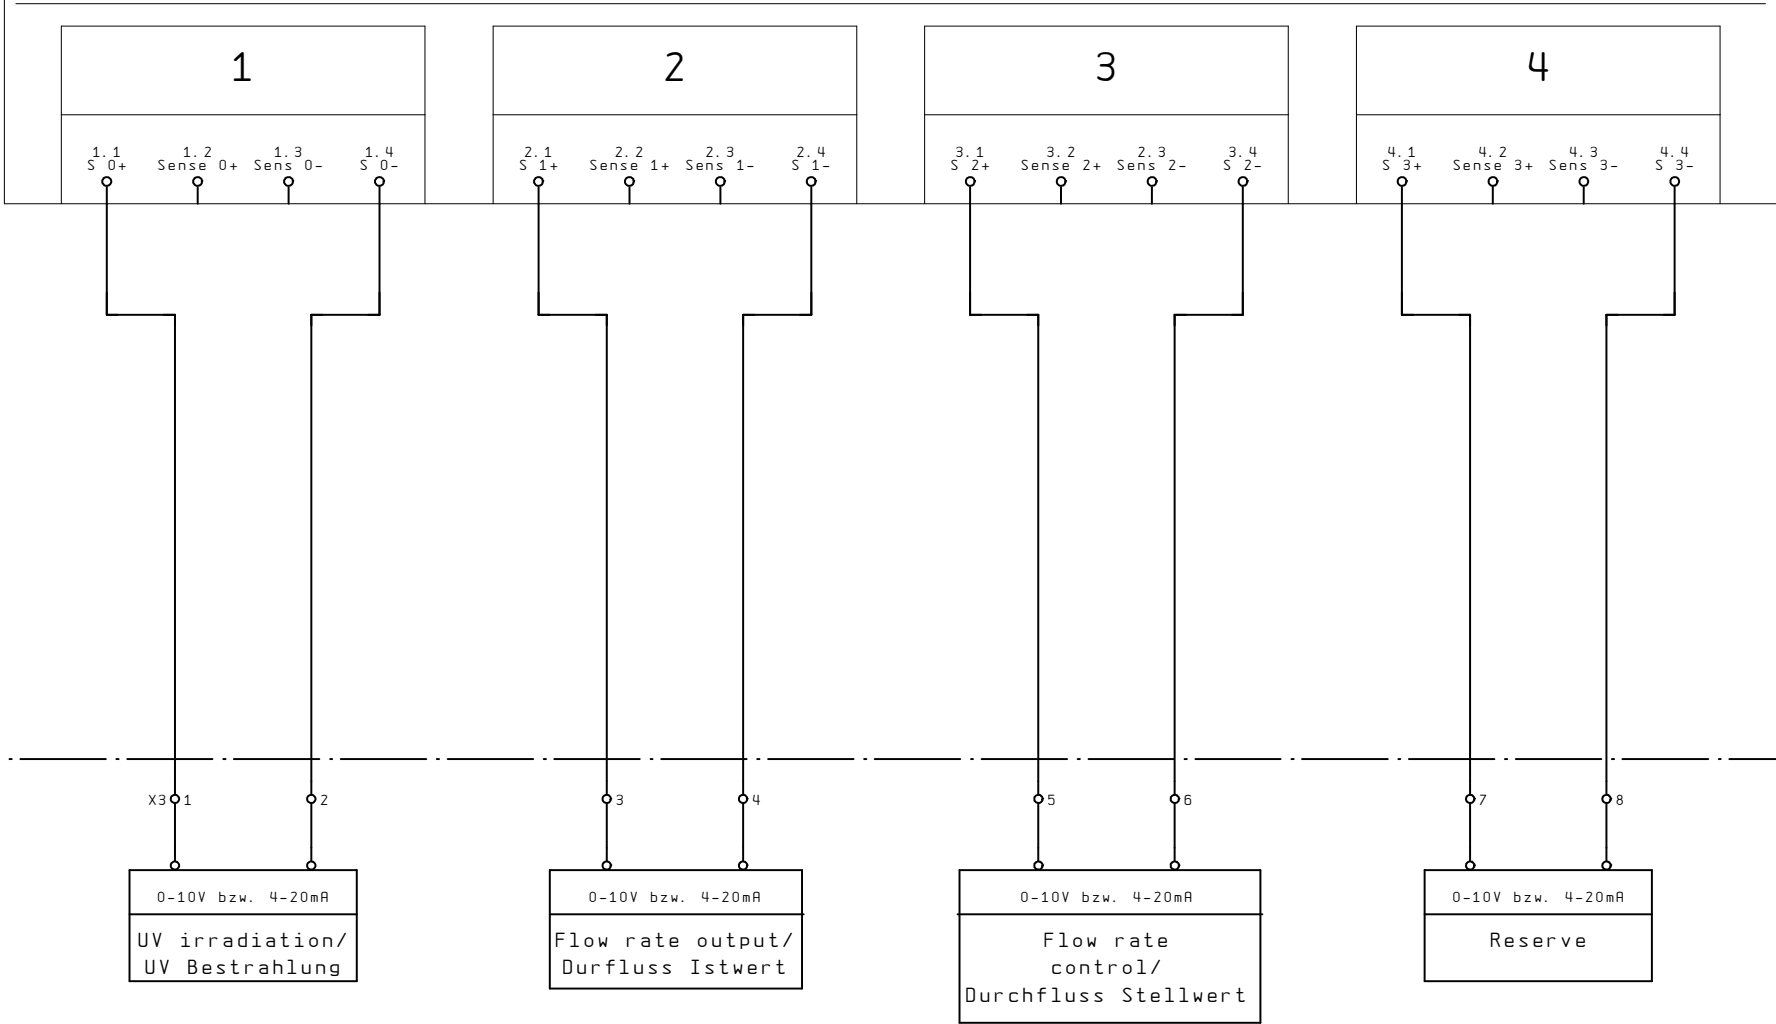 1
2
3
4
1.1
S 0+
1.2
Sense 0+
1.3
Sens 0-
1.4
S 0-
2.1
S 1+
2.2
Sense 1+
2.3
Sens 1-
2.4
S 1-
3.1
S 2+
3.2
Sense 2+
2.3
Sens 2-
3.4
S 2-
4.1
S 3+
4.2
Sense 3+
4.3
Sens 3-
4.4
S 3-
X3 1
2
3
4
5
6
7
8
0-10V bzw. 4-20mA
UV irradiation/
UV Bestrahlung
0-10V bzw. 4-20mA
Flow rate output/
Durfluss Istwert
0-10V bzw. 4-20mA
Flow rate
control/
Durchfluss Stellwert
0-10V bzw. 4-20mA
Reserve